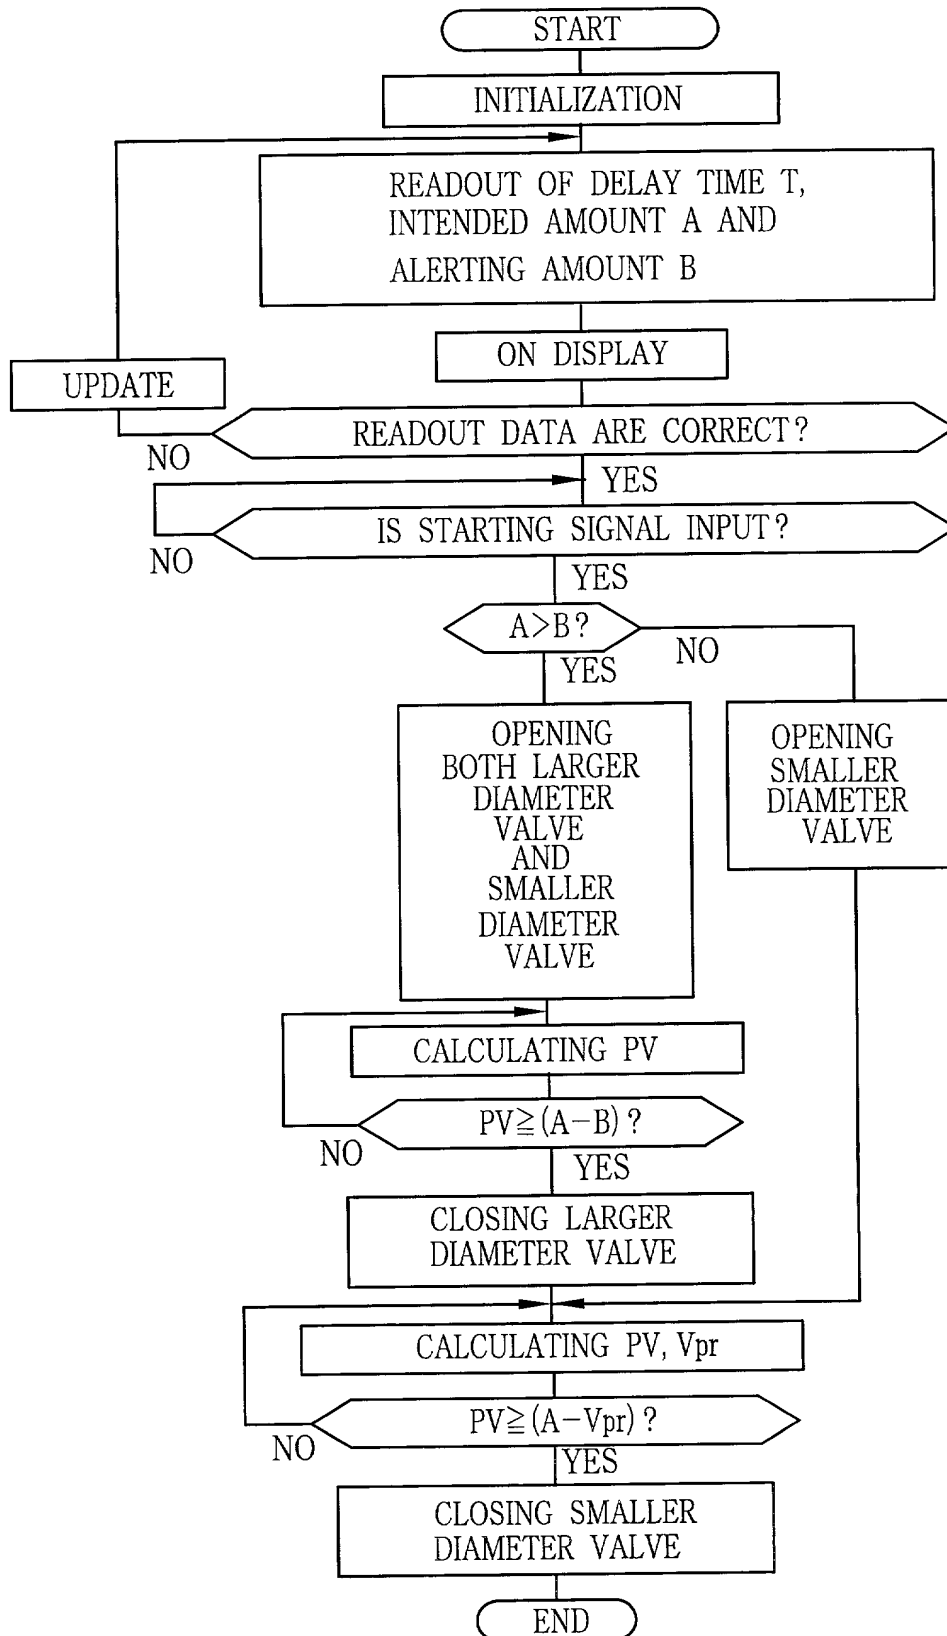 START
INITIALIZATION
READOUT OF DELAY TIME T,
INTENDED AMOUNT A AND
ALERTING AMOUNT B
ON DISPLAY
UPDATE
READOUT DATA ARE CORRECT?
NO
YES
IS STARTING SIGNAL INPUT?
NO
YES
A>B?
NO
YES
OPENING
BOTH LARGER
DIAMETER
VALVE
AND
SMALLER
DIAMETER
VALVE
OPENING
SMALLER
DIAMETER
VALVE
CALCULATING PV
PV≧(A−B)?
NO
YES
CLOSING LARGER
DIAMETER VALVE
CALCULATING PV, Vpr
PV≧(A−Vpr)?
NO
YES
CLOSING SMALLER
DIAMETER VALVE
END